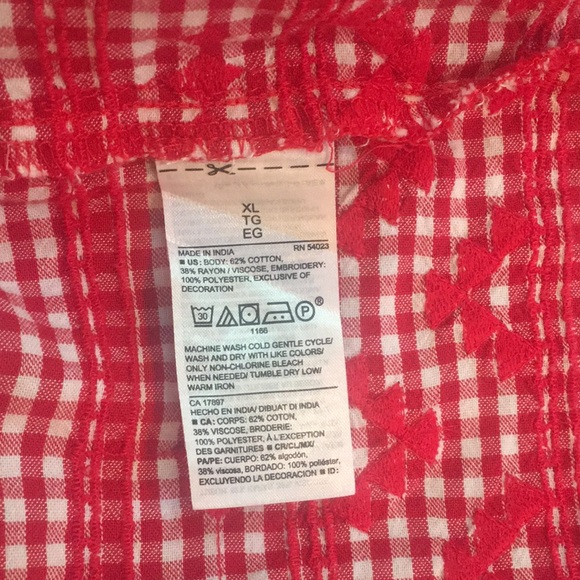 XL
TG
EG
MADE IN INDIA RN 54023
■ US: BODY: 62% COTTON,
38% RAYON / VISCOSE, EMBROIDERY:
100% POLYESTER, EXCLUSIVE OF
DECORATION
30 P ®
1166
MACHINE WASH COLD GENTLE CYCLE/
WASH AND DRY WITH LIKE COLORS/
ONLY NON-CHLORINE BLEACH
WHEN NEEDED/ TUMBLE DRY LOW/
WARM IRON
CA 17897
HECHO EN INDIA/ DIBUAT DI INDIA
■ CA: CORPS: 62% COTON,
38% VISCOSE, BRODERIE:
100% POLYESTER, À L'EXCEPTION
DES GARNITURES ■ CR/CL/MX/
PA/PE: CUERPO: 62% algodón,
38% viscosa, BORDADO: 100% poliéster,
EXCLUYENDO LA DECORACION ■ ID: